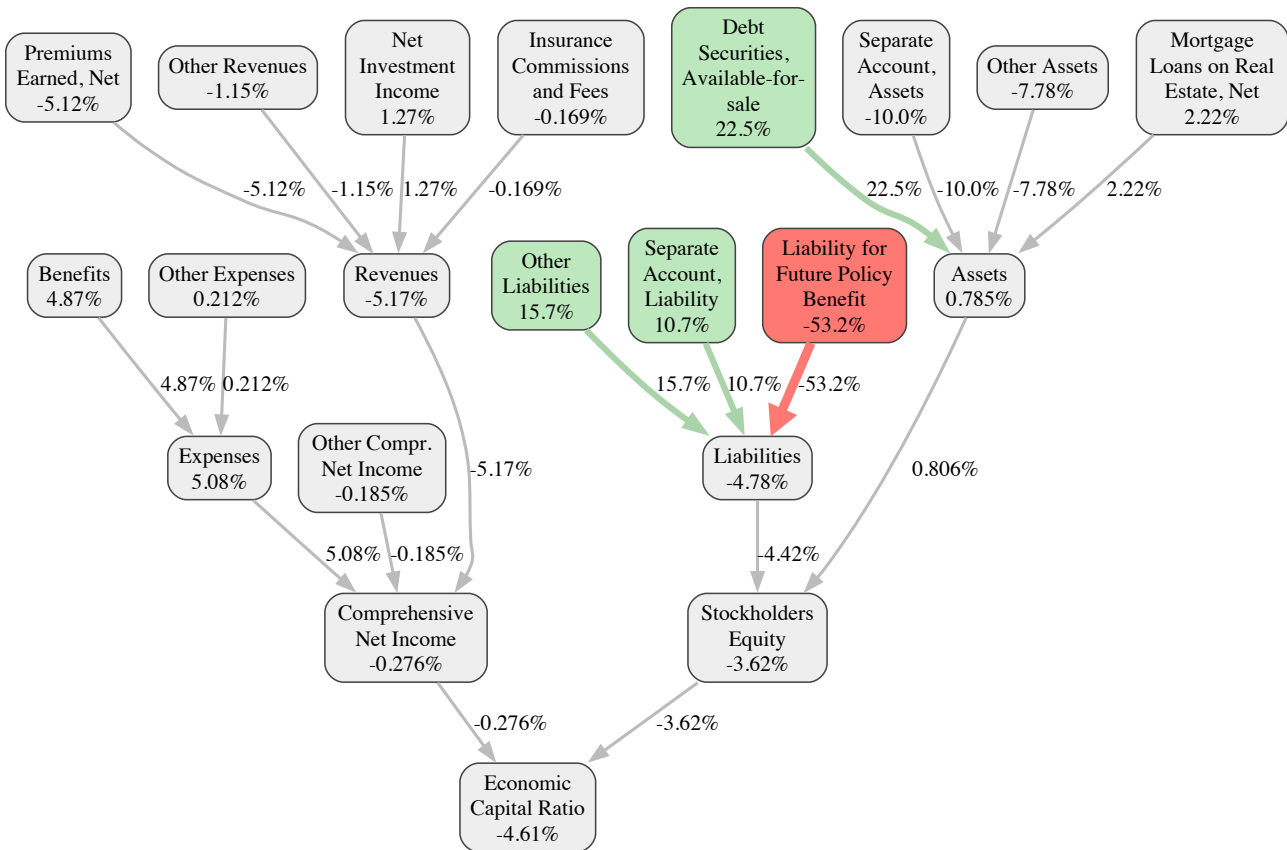 Premiums
Earned, Net
-5.12%
Other Revenues
-1.15%
Net
Investment
Income
1.27%
Insurance
Commissions
and Fees
-0.169%
Debt
Securities,
Available-for-
sale
22.5%
Separate
Account,
Assets
-10.0%
Other Assets
-7.78%
Mortgage
Loans on Real
Estate, Net
2.22%
-5.12%
-1.15%
1.27%
-0.169%
22.5%
-10.0%
-7.78%
2.22%
Benefits
4.87%
Other Expenses
0.212%
Revenues
-5.17%
Other
Liabilities
15.7%
Separate
Account,
Liability
10.7%
Liability for
Future Policy
Benefit
-53.2%
Assets
0.785%
4.87%
0.212%
15.7%
10.7%
-53.2%
Expenses
5.08%
Other Compr.
Net Income
-0.185%
-5.17%
Liabilities
-4.78%
0.806%
5.08%
-0.185%
-4.42%
Comprehensive
Net Income
-0.276%
Stockholders
Equity
-3.62%
-0.276%
-3.62%
Economic
Capital Ratio
-4.61%